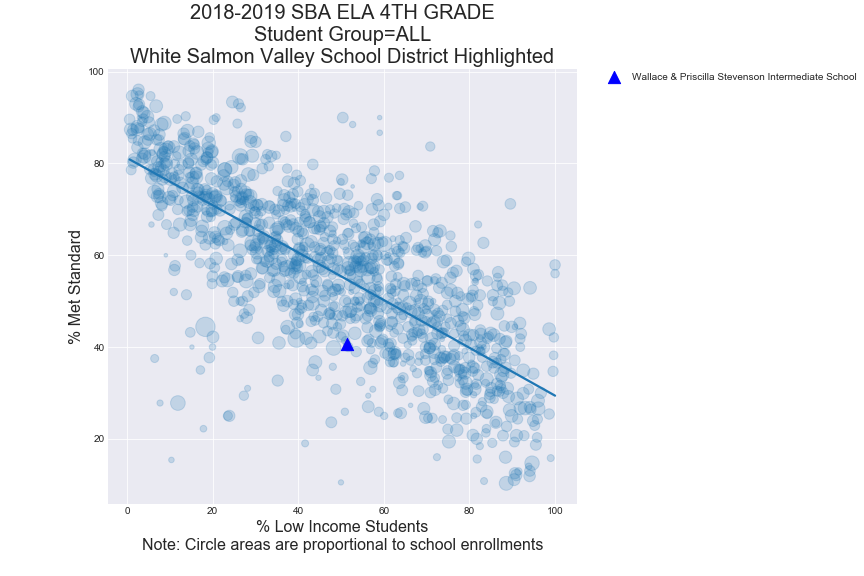 2018-2019 SBA ELA 4TH GRADE
Student Group=ALL
White Salmon Valley School District Highlighted
Wallace & Priscilla Stevenson Intermediate School
100
80
60
40
20
% Met Standard
0 20 40 60 80 100
% Low Income Students
Note: Circle areas are proportional to school enrollments